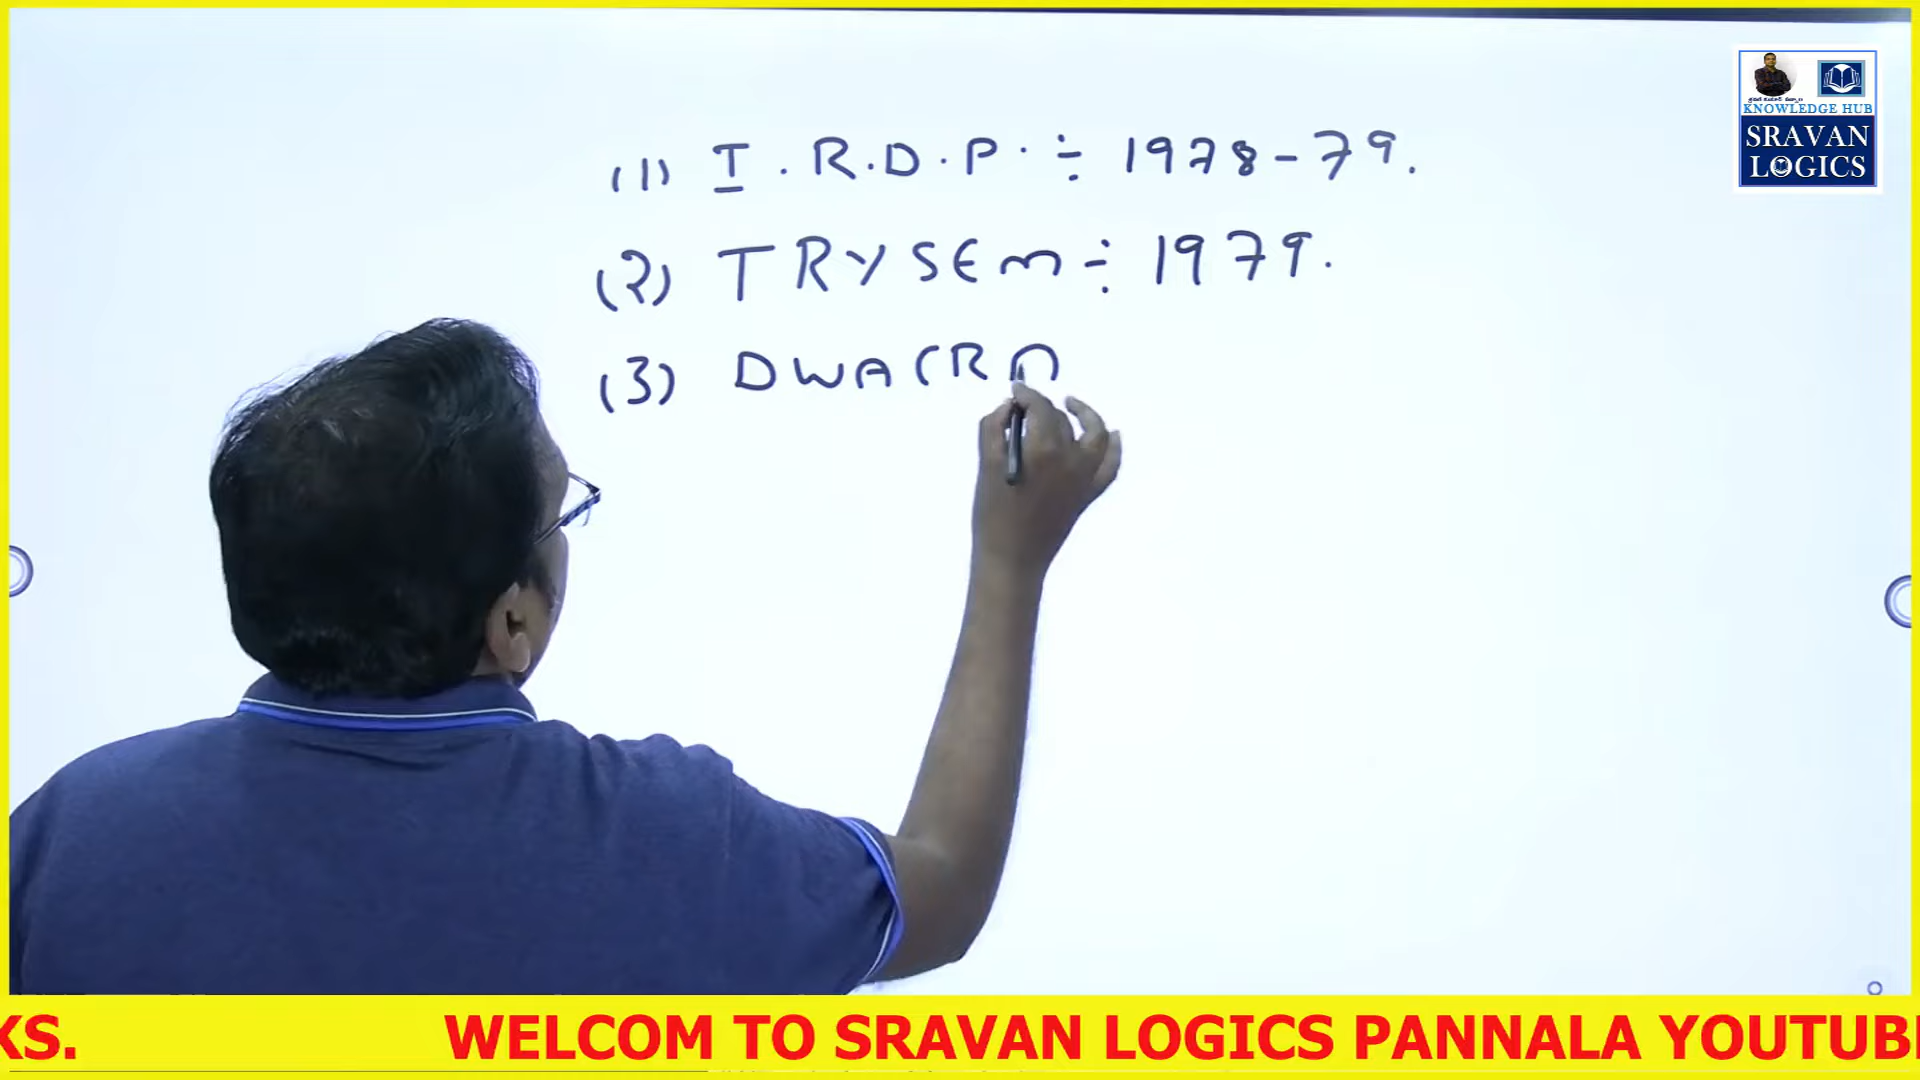 (1) I.R.D.P. ÷ 1978-79.
(2) TRYSEM ÷ 1979.
(3) DWACRA
KNOWLEDGE HUB
SRAVAN
LOGICS
KS. WELCOM TO SRAVAN LOGICS PANNALA YOUTUB